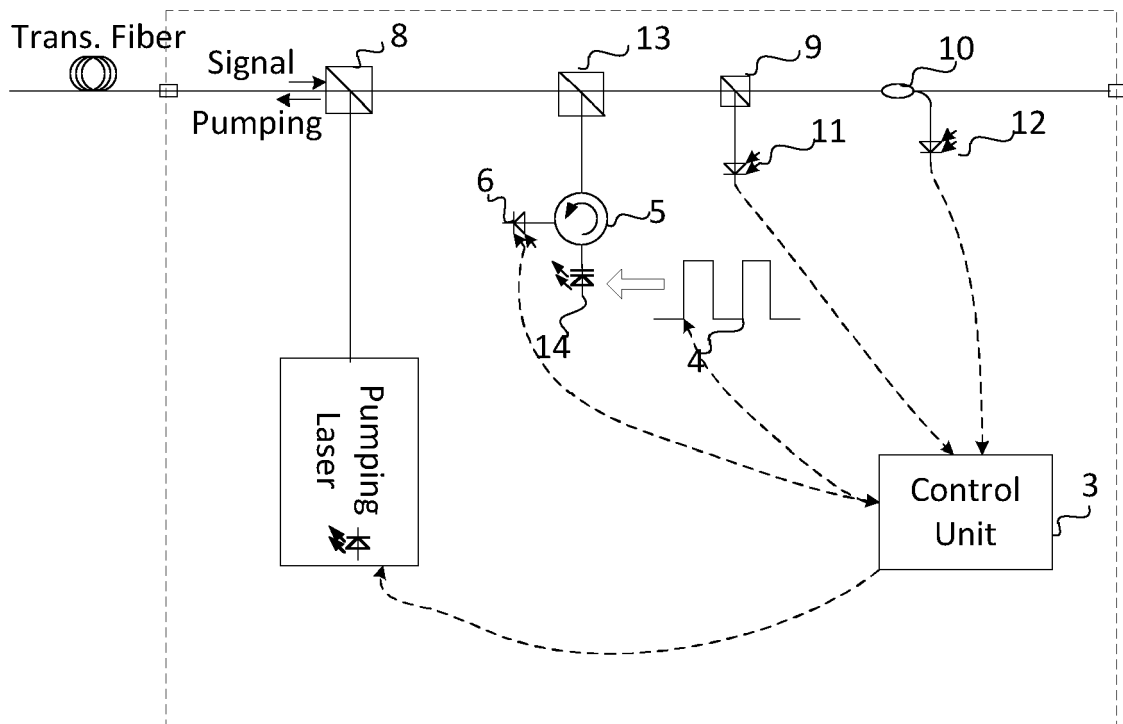 Trans. Fiber
Signal
Pumping
8
13
9
10
11
12
6
5
14
4
Pumping
Laser
Control
Unit
3